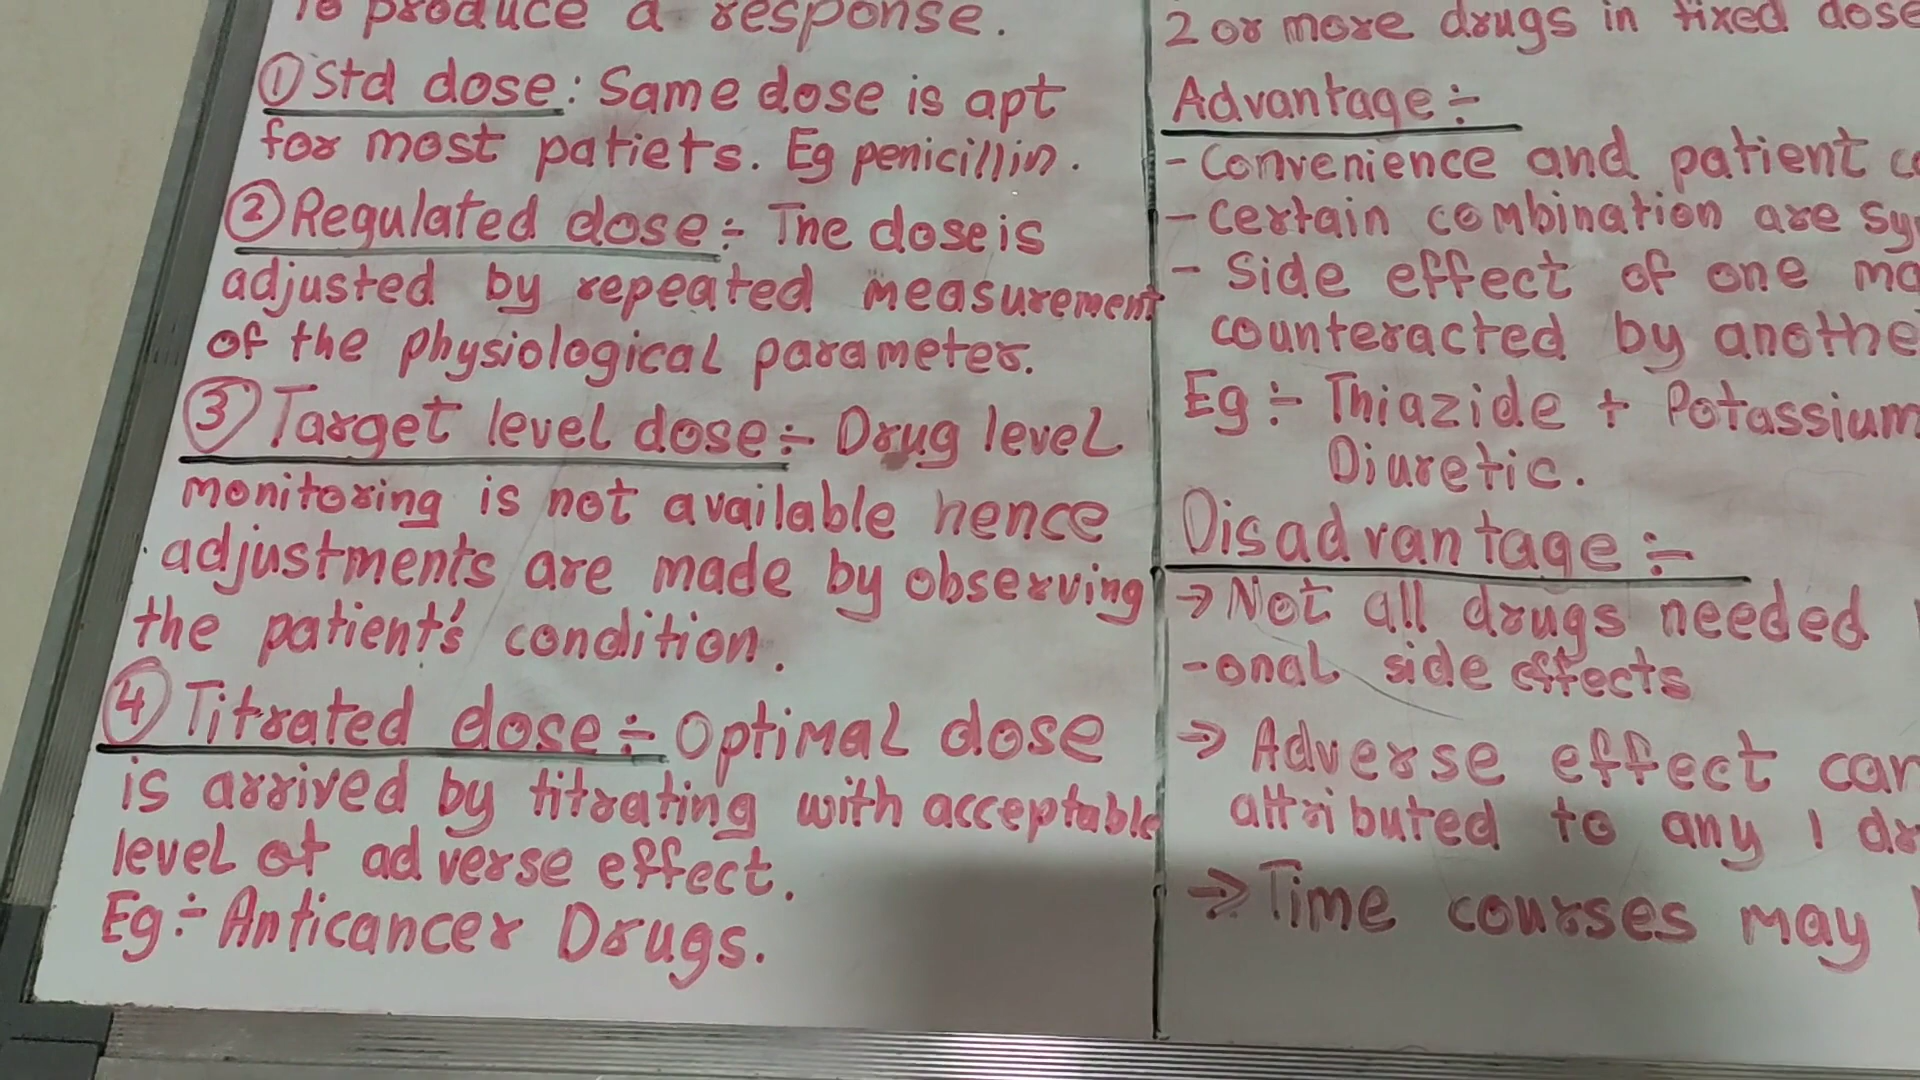 to produce a response.
① Std dose: Same dose is apt
for most patiets. Eg penicillin.
② Regulated dose ÷ The dose is
adjusted by repeated measurement
of the physiological parameter.
③ Target level dose ÷ Drug level
monitoring is not available hence
adjustments are made by observing
the patient's condition.
④ Titrated dose ÷ Optimal dose
is arrived by titrating with acceptable
level of adverse effect.
Eg ÷ Anticancer Drugs.
2 or more drugs in fixed dose
Advantage ÷
- Convenience and patient
- Certain combination are
- Side effect of one
counteracted by
Eg ÷ Thiazide + Potassium
Diuretic.
Disadvantage ÷
→ Not all drugs needed
-onal side effects
⇒ Adverse effect
attributed to any 1
⇒ Time courses may